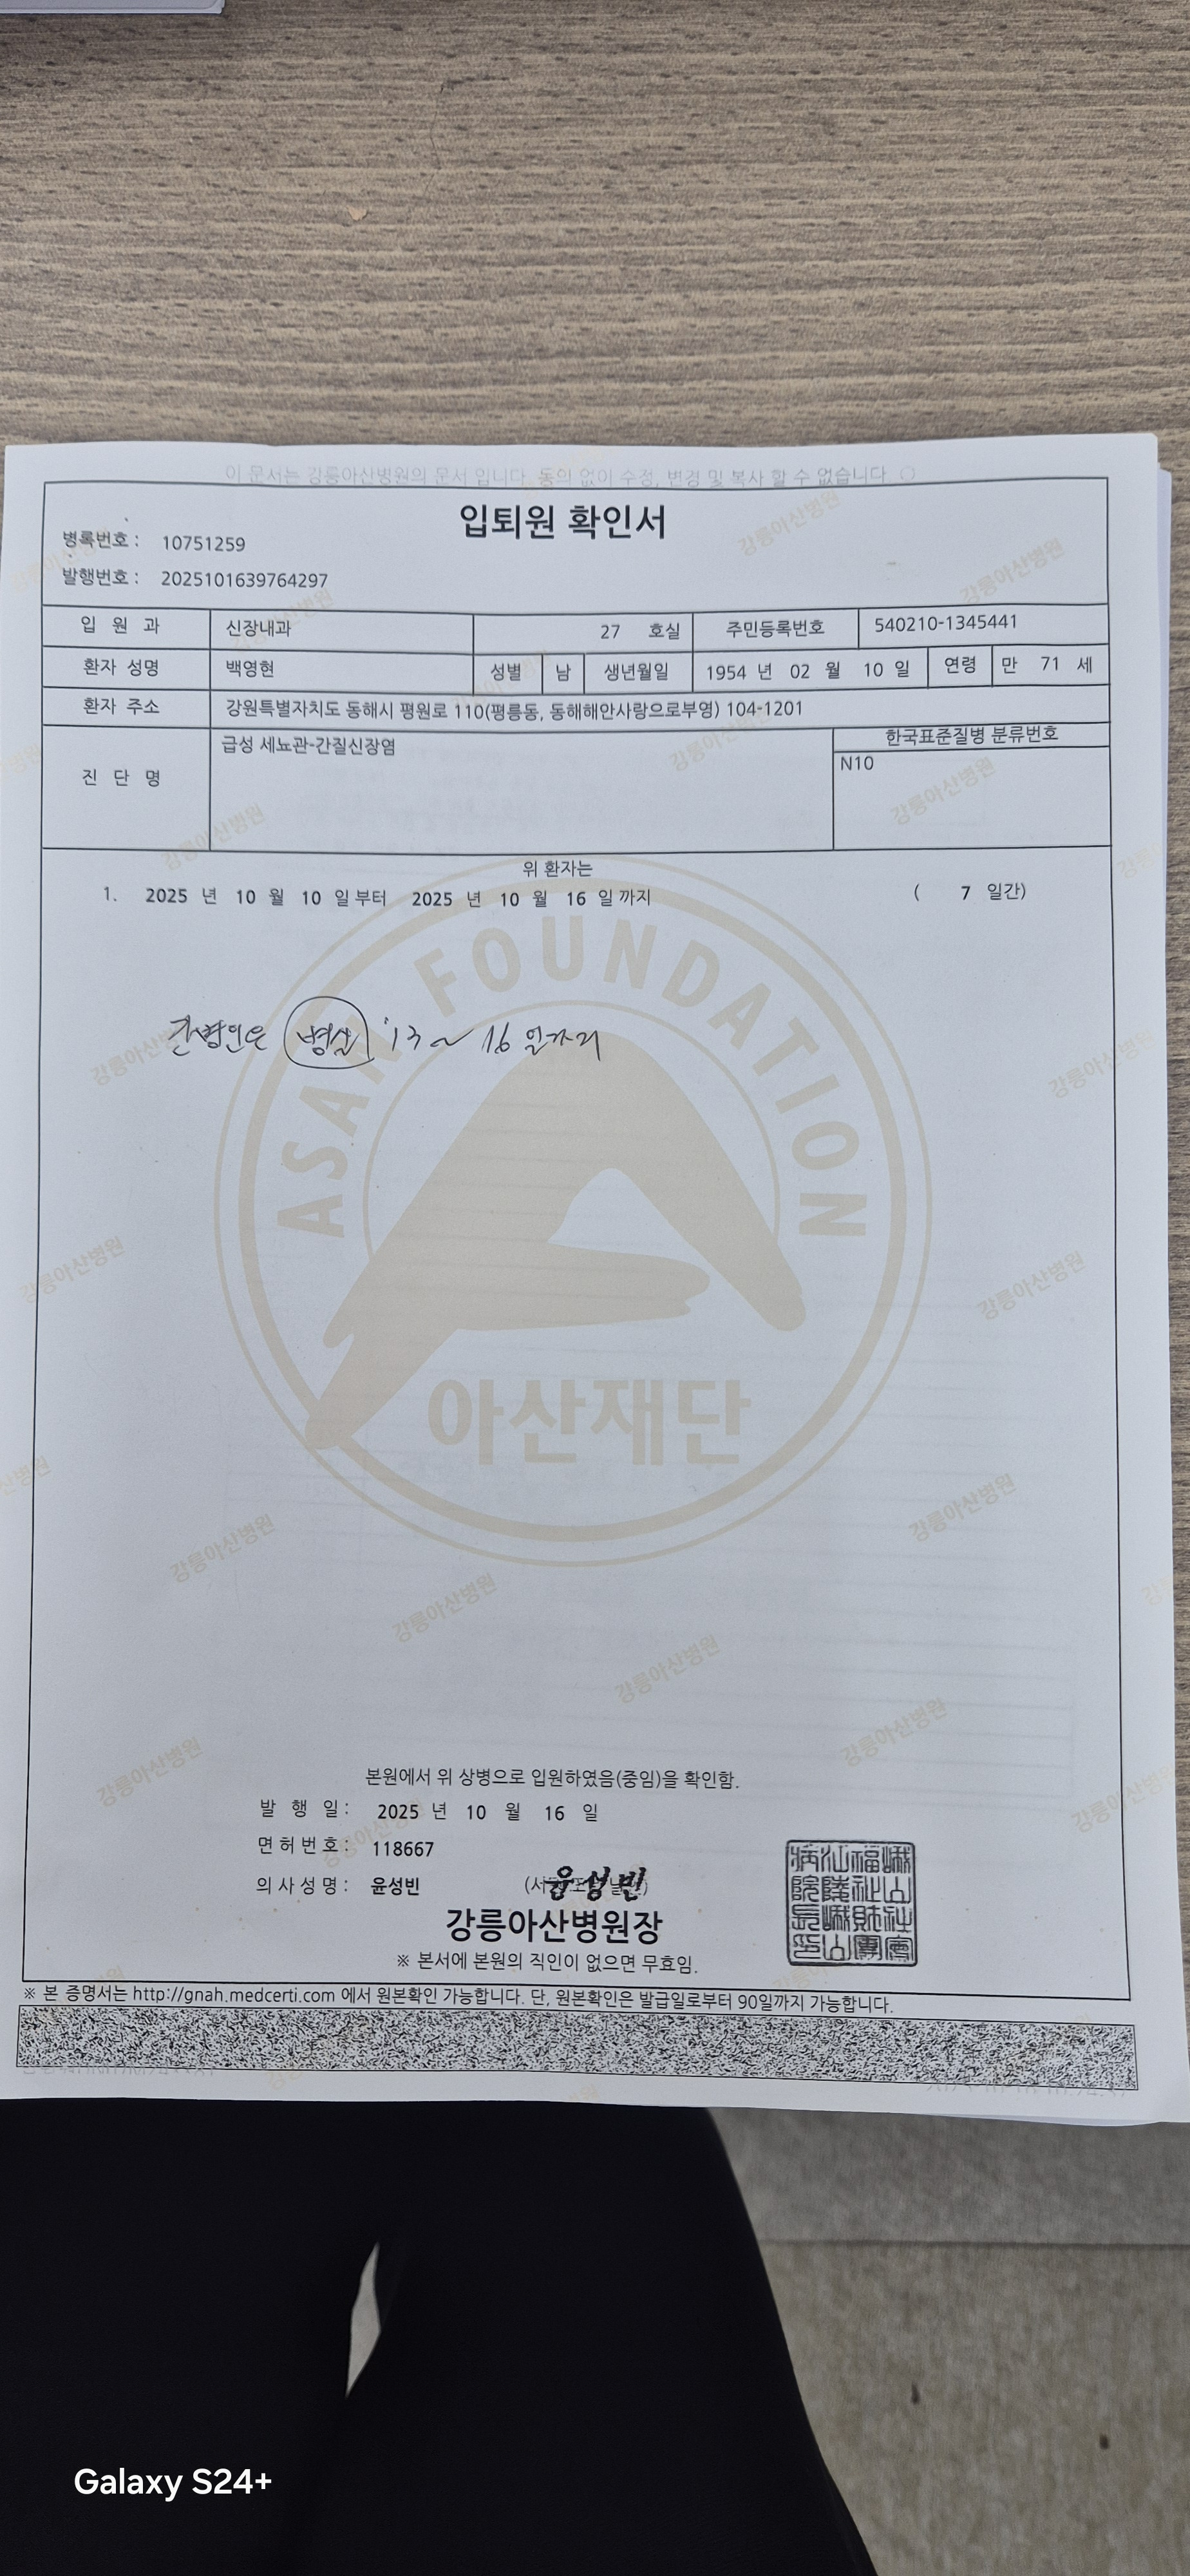 이 문서는 강릉아산병원의 문서 입니다. 동의 없이 수정, 변경 및 복사 할 수 없습니다
입퇴원 확인서
병록번호 : 10751259
발행번호 : 2025101639764297
입 원 과 신장내과 27 호실 주민등록번호 540210-1345441
환자 성명 백영현 성별 남 생년월일 1954 년 02 월 10 일 연령 만 71 세
환자 주소 강원특별자치도 동해시 평원로 110(평릉동, 동해해안사랑으로부영) 104-1201
진 단 명 급성 세뇨관-간질신장염 한국표준질병 분류번호
N10
위 환자는
1. 2025 년 10 월 10 일 부터 2025 년 10 월 16 일 까지 ( 7 일간)
간병인은 병실 '13 ~ 16 일까지
ASAN FOUNDATION
아산재단
본원에서 위 상병으로 입원하였음(중임)을 확인함.
발 행 일 : 2025 년 10 월 16 일
면 허 번 호 : 118667
의 사 성 명 : 윤성빈
강릉아산병원장
※ 본서에 본원의 직인이 없으면 무효임.
※ 본 증명서는 http://gnah.medcerti.com 에서 원본확인 가능합니다. 단, 원본확인은 발급일로부터 90일까지 가능합니다.
강릉아산병원
Galaxy S24+